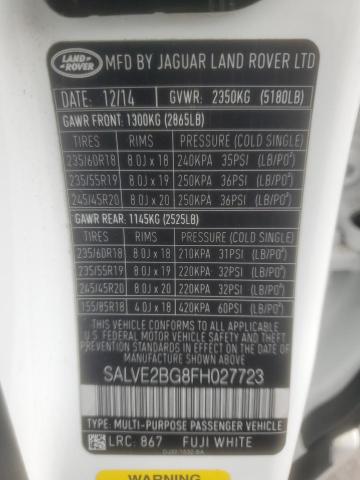 LAND ROVER
MFD BY JAGUAR LAND ROVER LTD
DATE: 12/14 GVWR: 2350KG (5180LB)
GAWR FRONT: 1300KG (2865LB)
TIRES RIMS PRESSURE (COLD SINGLE)
235/60R18 8.0J x 18 240KPA 35PSI (LB/PO²)
235/55R19 8.0J x 19 250KPA 36PSI (LB/PO²)
245/45R20 8.0J x 20 250KPA 36PSI (LB/PO²)
GAWR REAR: 1145KG (2525LB)
TIRES RIMS PRESSURE (COLD SINGLE)
235/60R18 8.0J x 18 210KPA 31PSI (LB/PO²)
235/55R19 8.0J x 19 220KPA 32PSI (LB/PO²)
245/45R20 8.0J x 20 220KPA 32PSI (LB/PO²)
155/85R18 4.0J x 18 420KPA 60PSI (LB/PO²)
THIS VEHICLE CONFORMS TO ALL APPLICABLE
U.S. FEDERAL MOTOR VEHICLE SAFETY AND
THEFT PREVENTION STANDARDS IN EFFECT ON
THE DATE OF MANUFACTURE SHOWN ABOVE.
SALVE2BG8FH027723
TYPE: MULTI-PURPOSE PASSENGER VEHICLE
LRC: 867 FUJI WHITE
WARNING